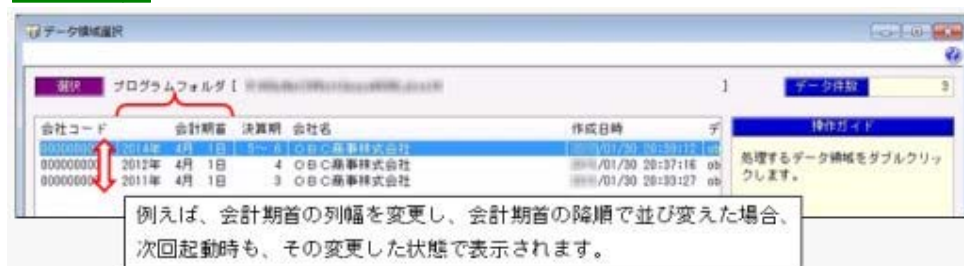 データ領域選択
選択 プログラムフォルダ [ ] データ件数 3
会社コード 会計期首 決算期 会社名 作成日時 デ 操作ガイド
2014年 4月 1日 5～ 6 ＯＢＣ商事株式会社 /01/30 20:39:12
00000000 2012年 4月 1日 4 ＯＢＣ商事株式会社 /01/30 20:37:16 ob
00000000 2011年 4月 1日 3 ＯＢＣ商事株式会社 /01/30 20:33:27 ob
処理するデータ領域をダブルクリッ
クします。
例えば、会計期首の列幅を変更し、会計期首の降順で並び変えた場合、
次回起動時も、その変更した状態で表示されます。